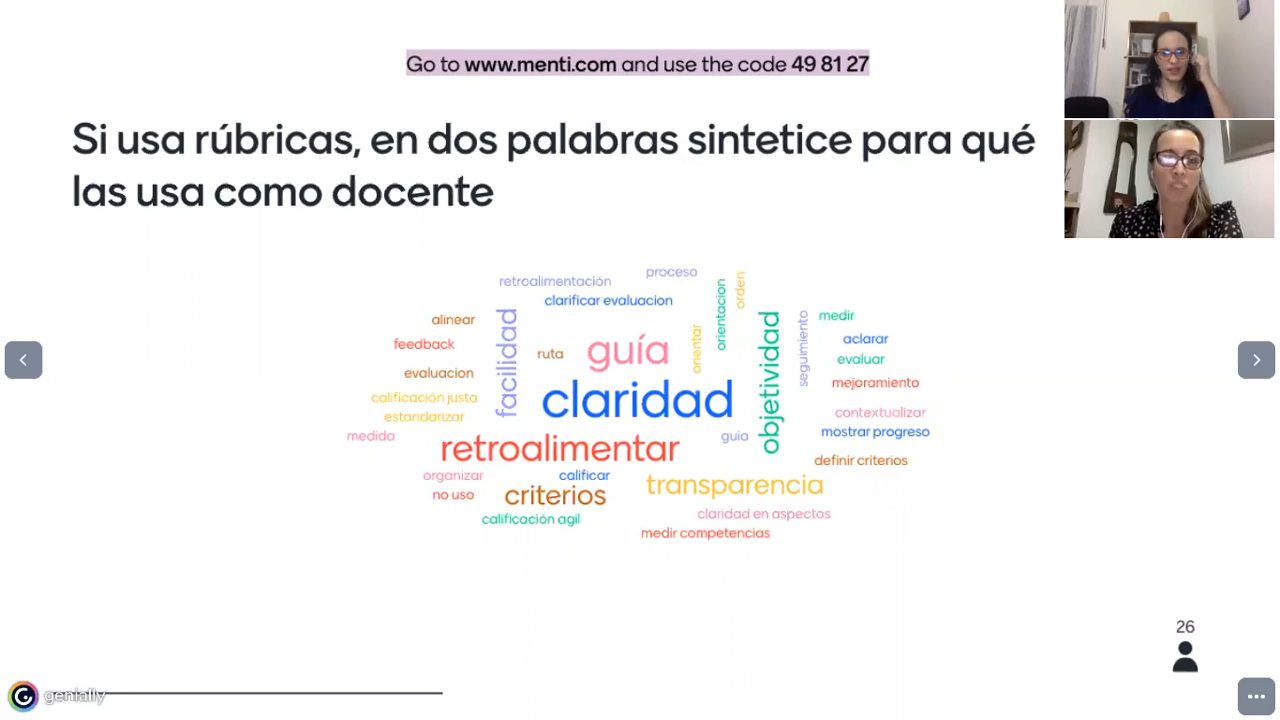 Go to www.menti.com and use the code 49 81 27
Si usa rúbricas, en dos palabras sintetice para qué
las usa como docente
proceso
retroalimentación
orden
clarificar evaluacion
orientacion
alinear
facilidad
objetividad
seguimiento
medir
feedback
ruta
guía
orientar
aclarar
evaluar
evaluacion
mejoramiento
calificación justa
claridad
estandarizar
contextualizar
medida
retroalimentar
guia
mostrar progreso
definir criterios
organizar
calificar
transparencia
no uso
criterios
calificación agil
claridad en aspectos
medir competencias
26
genially